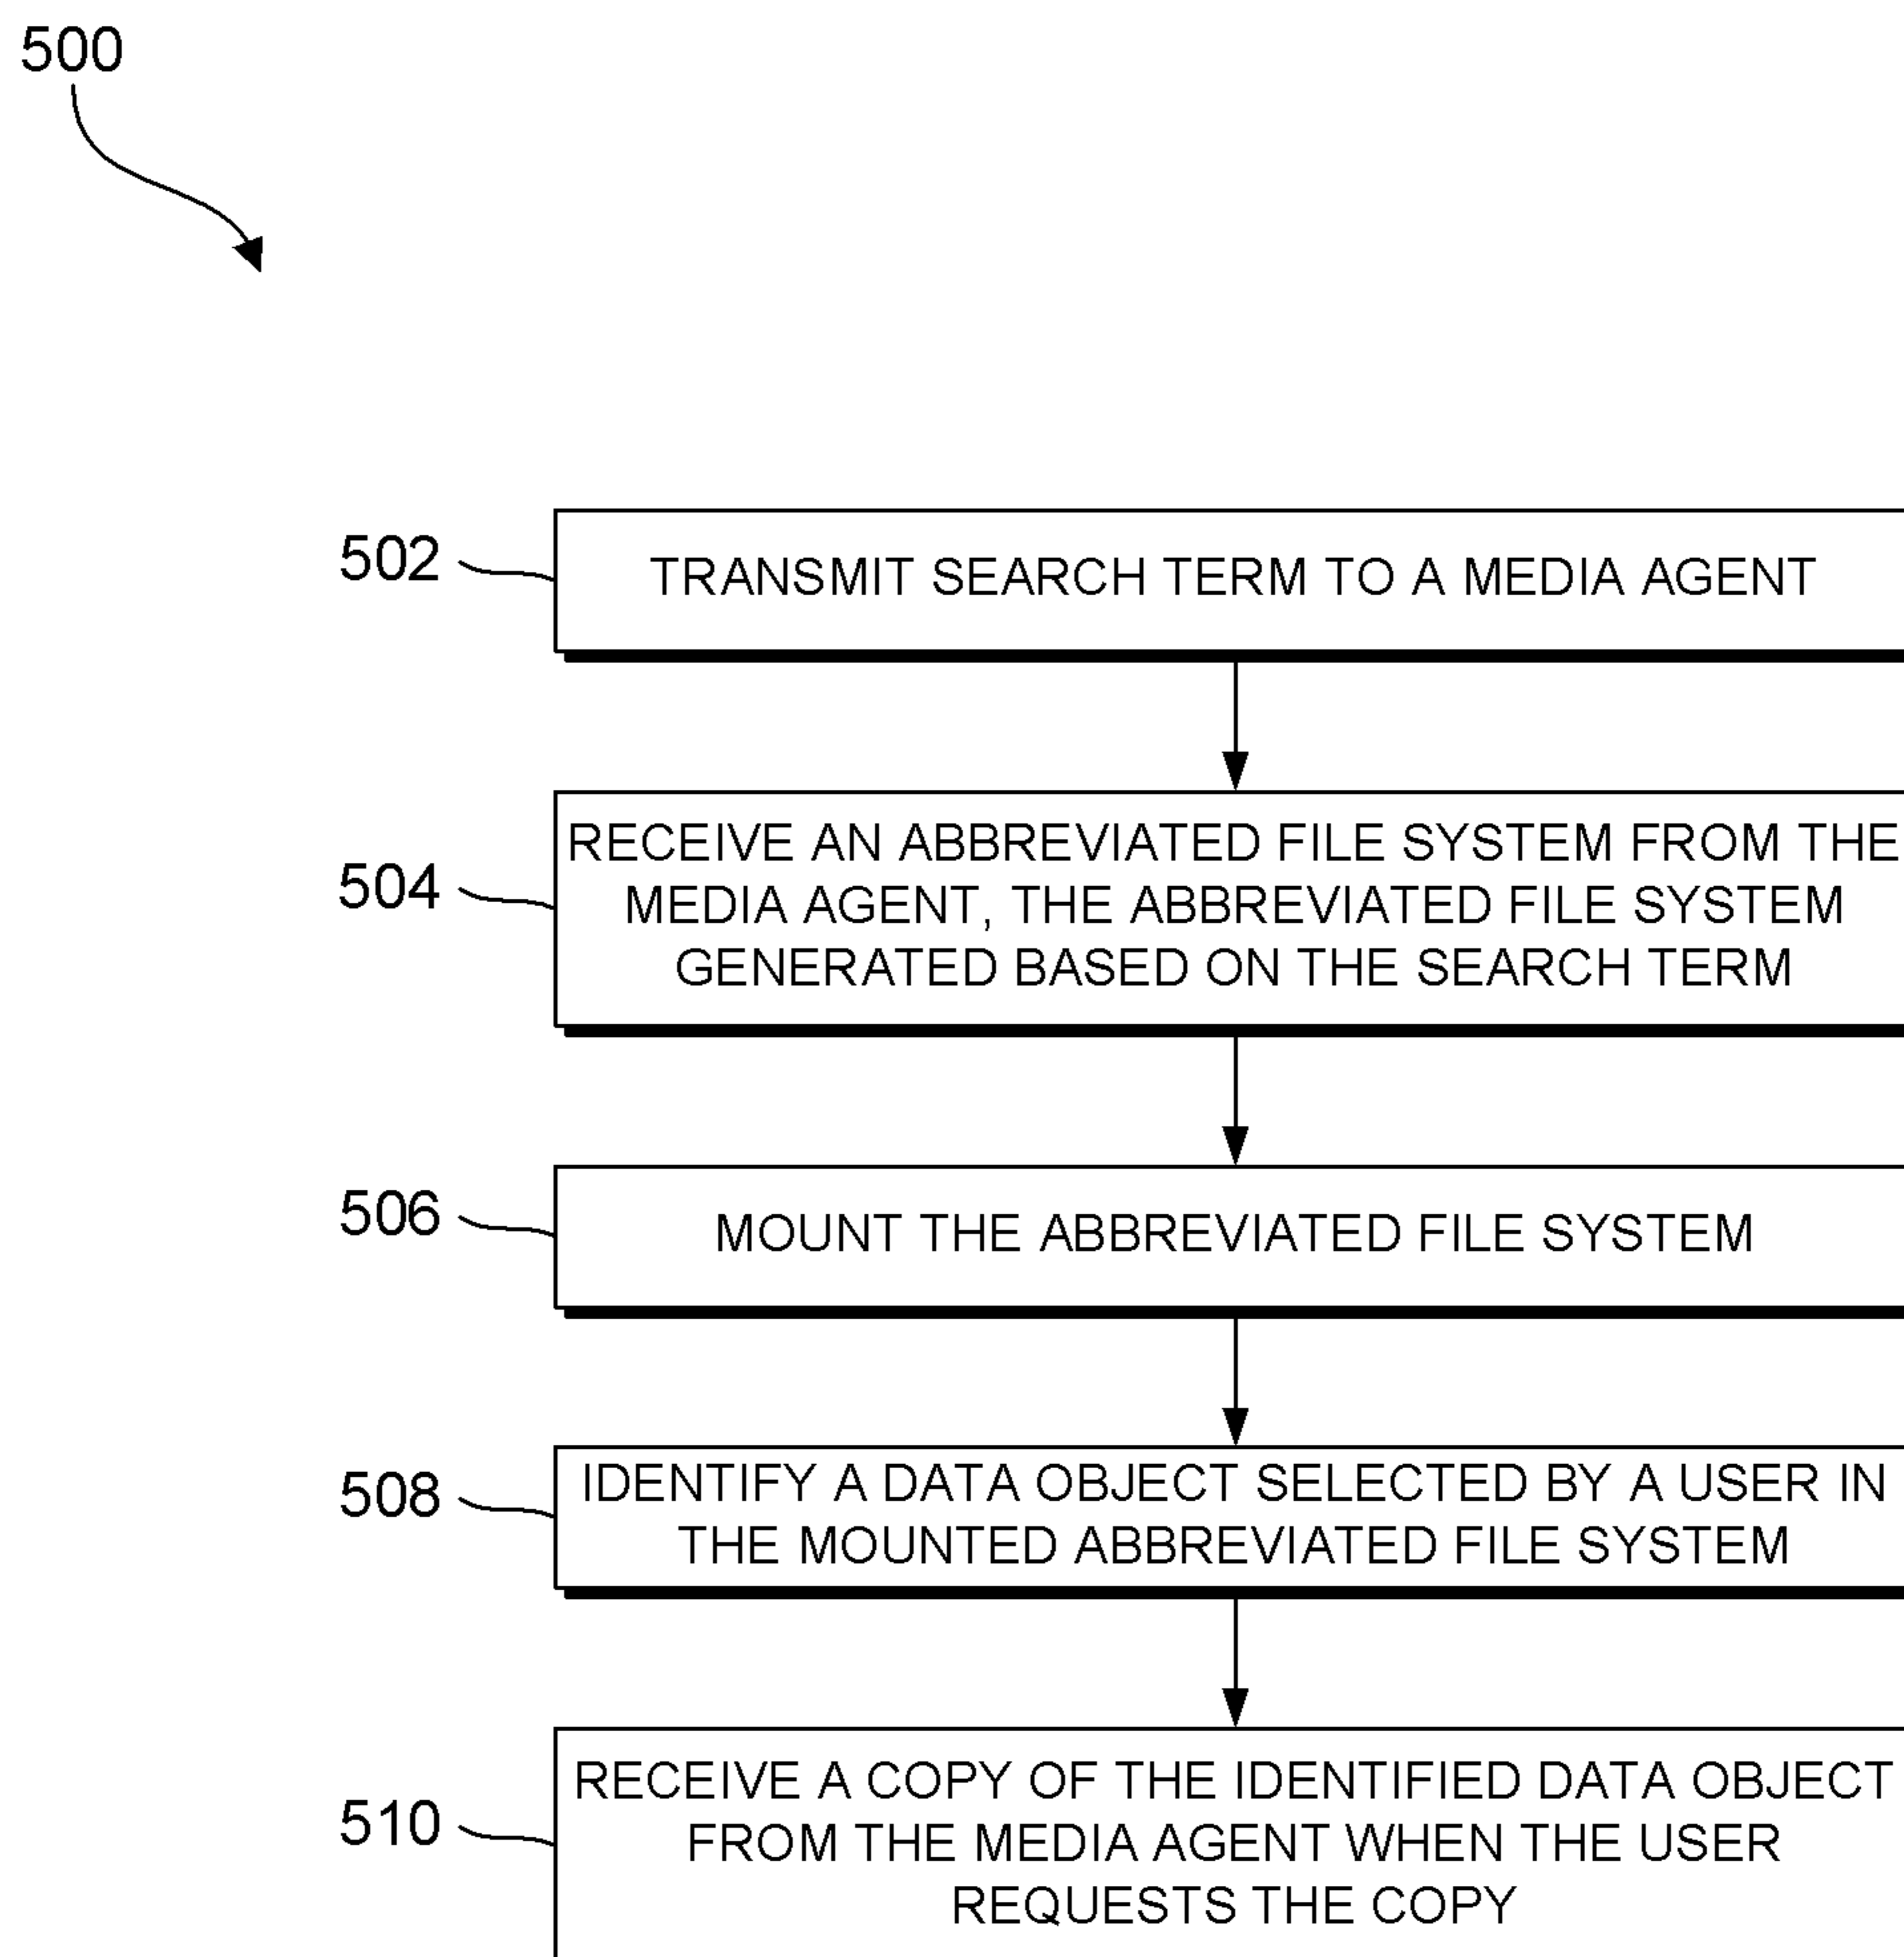 500
502
TRANSMIT SEARCH TERM TO A MEDIA AGENT
504
RECEIVE AN ABBREVIATED FILE SYSTEM FROM THE
MEDIA AGENT, THE ABBREVIATED FILE SYSTEM
GENERATED BASED ON THE SEARCH TERM
506
MOUNT THE ABBREVIATED FILE SYSTEM
508
IDENTIFY A DATA OBJECT SELECTED BY A USER IN
THE MOUNTED ABBREVIATED FILE SYSTEM
510
RECEIVE A COPY OF THE IDENTIFIED DATA OBJECT
FROM THE MEDIA AGENT WHEN THE USER
REQUESTS THE COPY